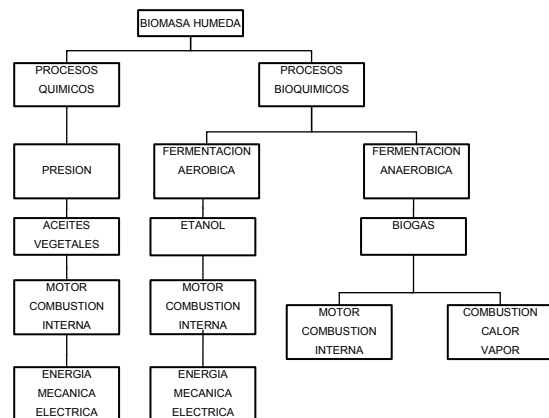 BIOMASA HUMEDA
PROCESOS
QUIMICOS
PROCESOS
BIOQUIMICOS
PRESION
FERMENTACION
AEROBICA
FERMENTACION
ANAEROBICA
ACEITES
VEGETALES
ETANOL
BIOGAS
MOTOR
COMBUSTION
INTERNA
MOTOR
COMBUSTION
INTERNA
MOTOR
COMBUSTION
INTERNA
COMBUSTION
CALOR
VAPOR
ENERGIA
MECANICA
ELECTRICA
ENERGIA
MECANICA
ELECTRICA